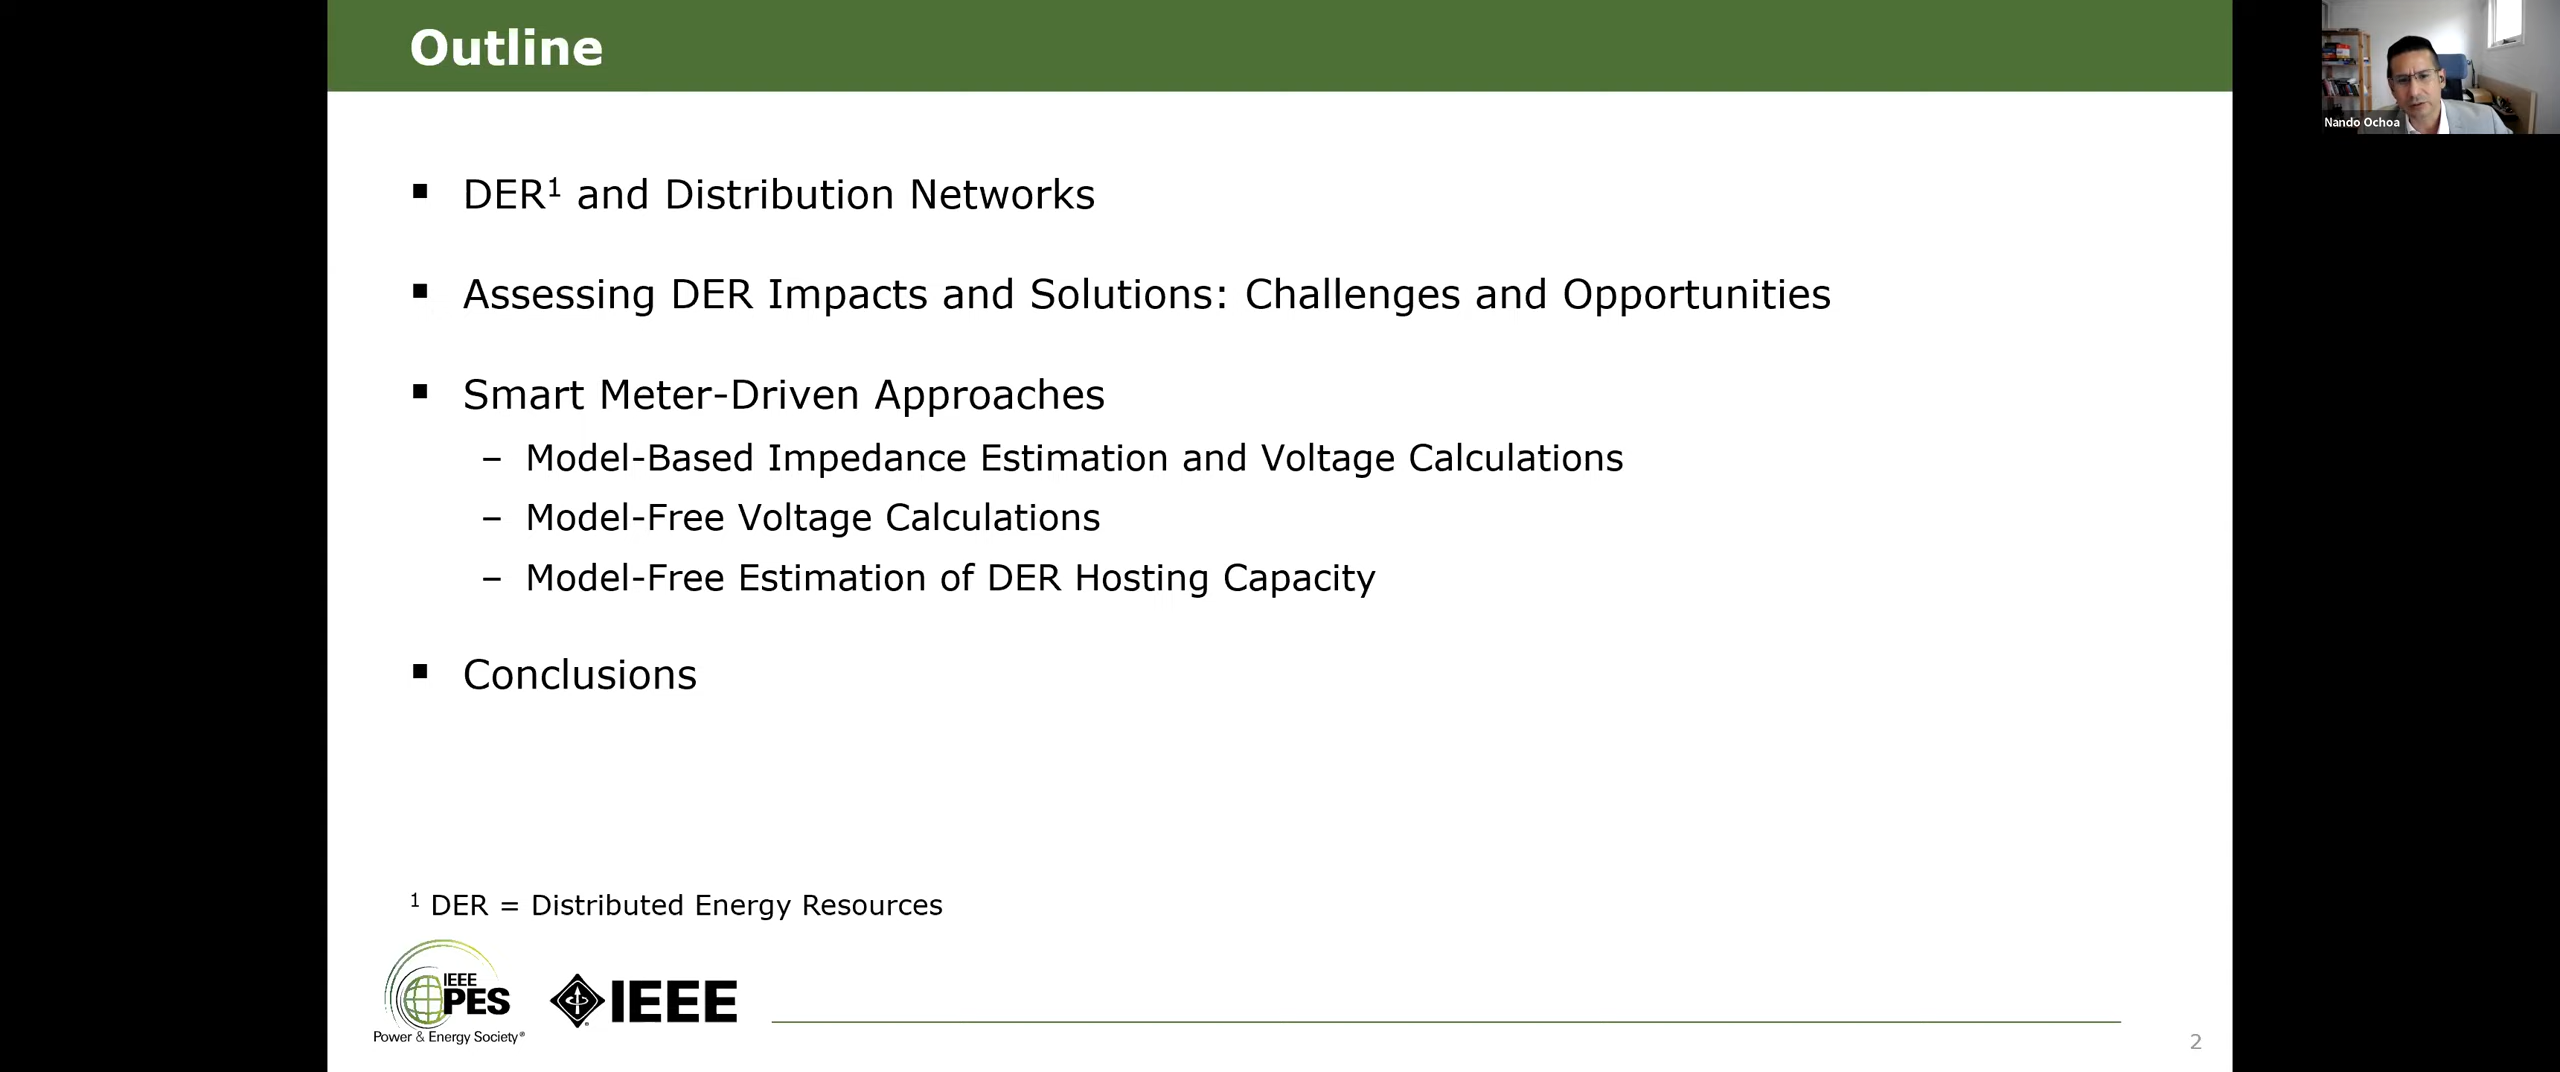 Outline
Nando Ochoa
▪ DER¹ and Distribution Networks
▪ Assessing DER Impacts and Solutions: Challenges and Opportunities
▪ Smart Meter-Driven Approaches
– Model-Based Impedance Estimation and Voltage Calculations
– Model-Free Voltage Calculations
– Model-Free Estimation of DER Hosting Capacity
▪ Conclusions
¹ DER = Distributed Energy Resources
IEEE
PES
Power & Energy Society®
IEEE
2